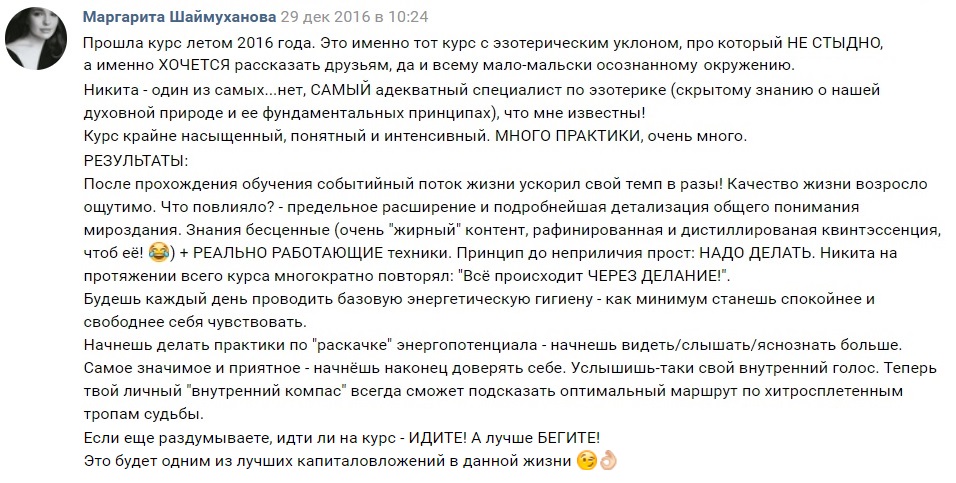 Маргарита Шаймуханова 29 дек 2016 в 10:24
Прошла курс летом 2016 года. Это именно тот курс с эзотерическим уклоном, про который НЕ СТЫДНО,
а именно ХОЧЕТСЯ рассказать друзьям, да и всему мало-мальски осознанному окружению.
Никита - один из самых...нет, САМЫЙ адекватный специалист по эзотерике (скрытому знанию о нашей
духовной природе и ее фундаментальных принципах), что мне известны!
Курс крайне насыщенный, понятный и интенсивный. МНОГО ПРАКТИКИ, очень много.
РЕЗУЛЬТАТЫ:
После прохождения обучения событийный поток жизни ускорил свой темп в разы! Качество жизни возросло
ощутимо. Что повлияло? - предельное расширение и подробнейшая детализация общего понимания
мироздания. Знания бесценные (очень "жирный" контент, рафинированная и дистиллированая квинтэссенция,
чтоб её! 😂) + РЕАЛЬНО РАБОТАЮЩИЕ техники. Принцип до неприличия прост: НАДО ДЕЛАТЬ. Никита на
протяжении всего курса многократно повторял: "Всё происходит ЧЕРЕЗ ДЕЛАНИЕ!".
Будешь каждый день проводить базовую энергетическую гигиену - как минимум станешь спокойнее и
свободнее себя чувствовать.
Начнешь делать практики по "раскачке" энергопотенциала - начнешь видеть/слышать/яснознать больше.
Самое значимое и приятное - начнёшь наконец доверять себе. Услышишь-таки свой внутренний голос. Теперь
твой личный "внутренний компас" всегда сможет подсказать оптимальный маршрут по хитросплетенным
тропам судьбы.
Если еще раздумываете, идти ли на курс - ИДИТЕ! А лучше БЕГИТЕ!
Это будет одним из лучших капиталовложений в данной жизни 😉👌🏻